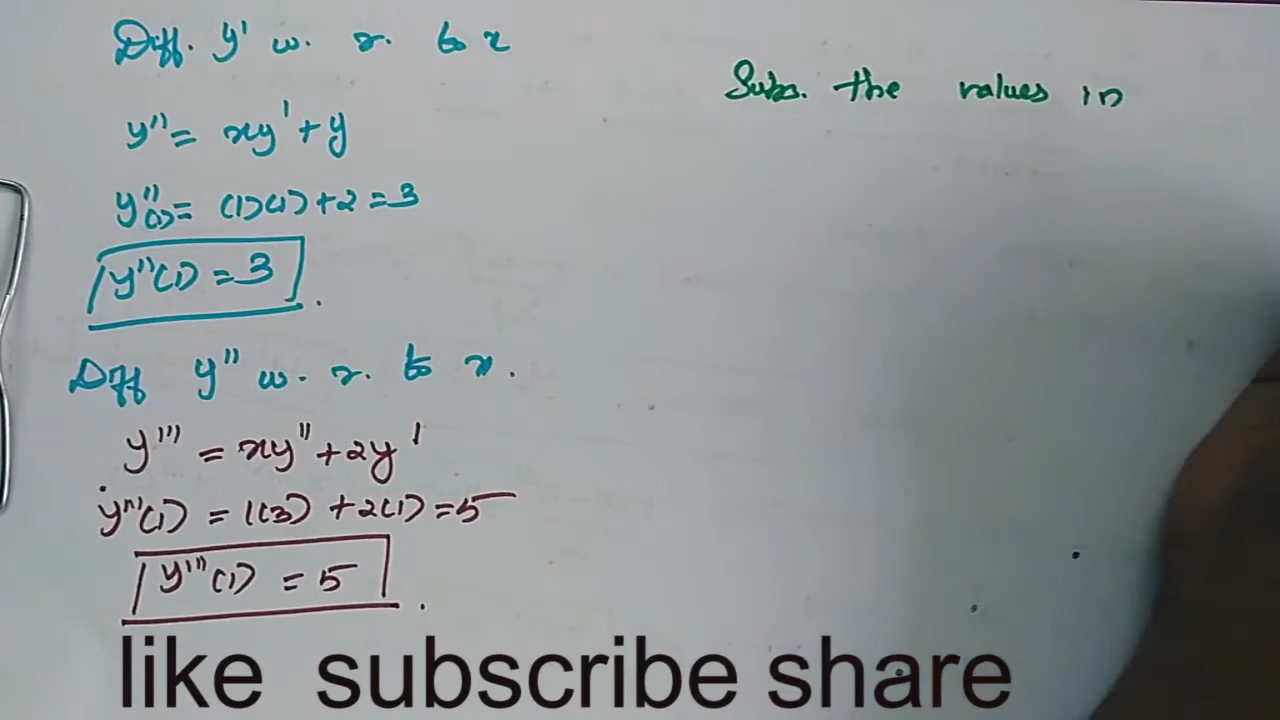 Diff. y' w. r. to x
y'' = xy' + y
y''(1) = (1)(1) + 2 = 3
y''(1) = 3 .
Diff y'' w. r. to x.
y''' = xy'' + 2y'
y'''(1) = 1(3) + 2(1) = 5
y'''(1) = 5 .
Subs. the values in
like subscribe share